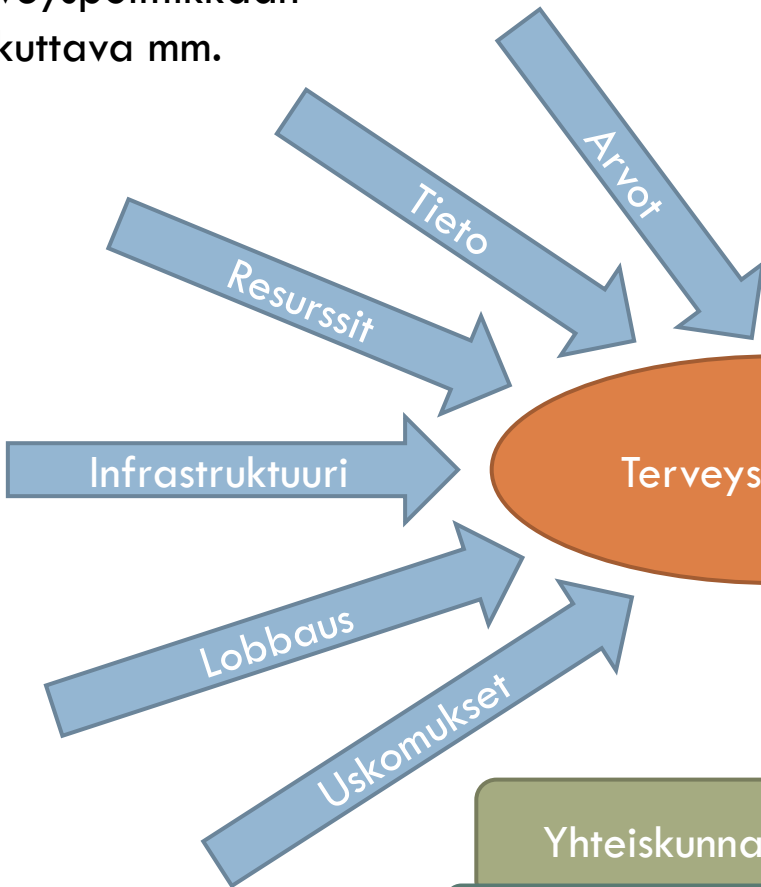 kuttava mm.
Arvot
Tieto
Resurssit
Infrastruktuuri
Terveys
Lobbaus
Uskomukset
Yhteiskunna